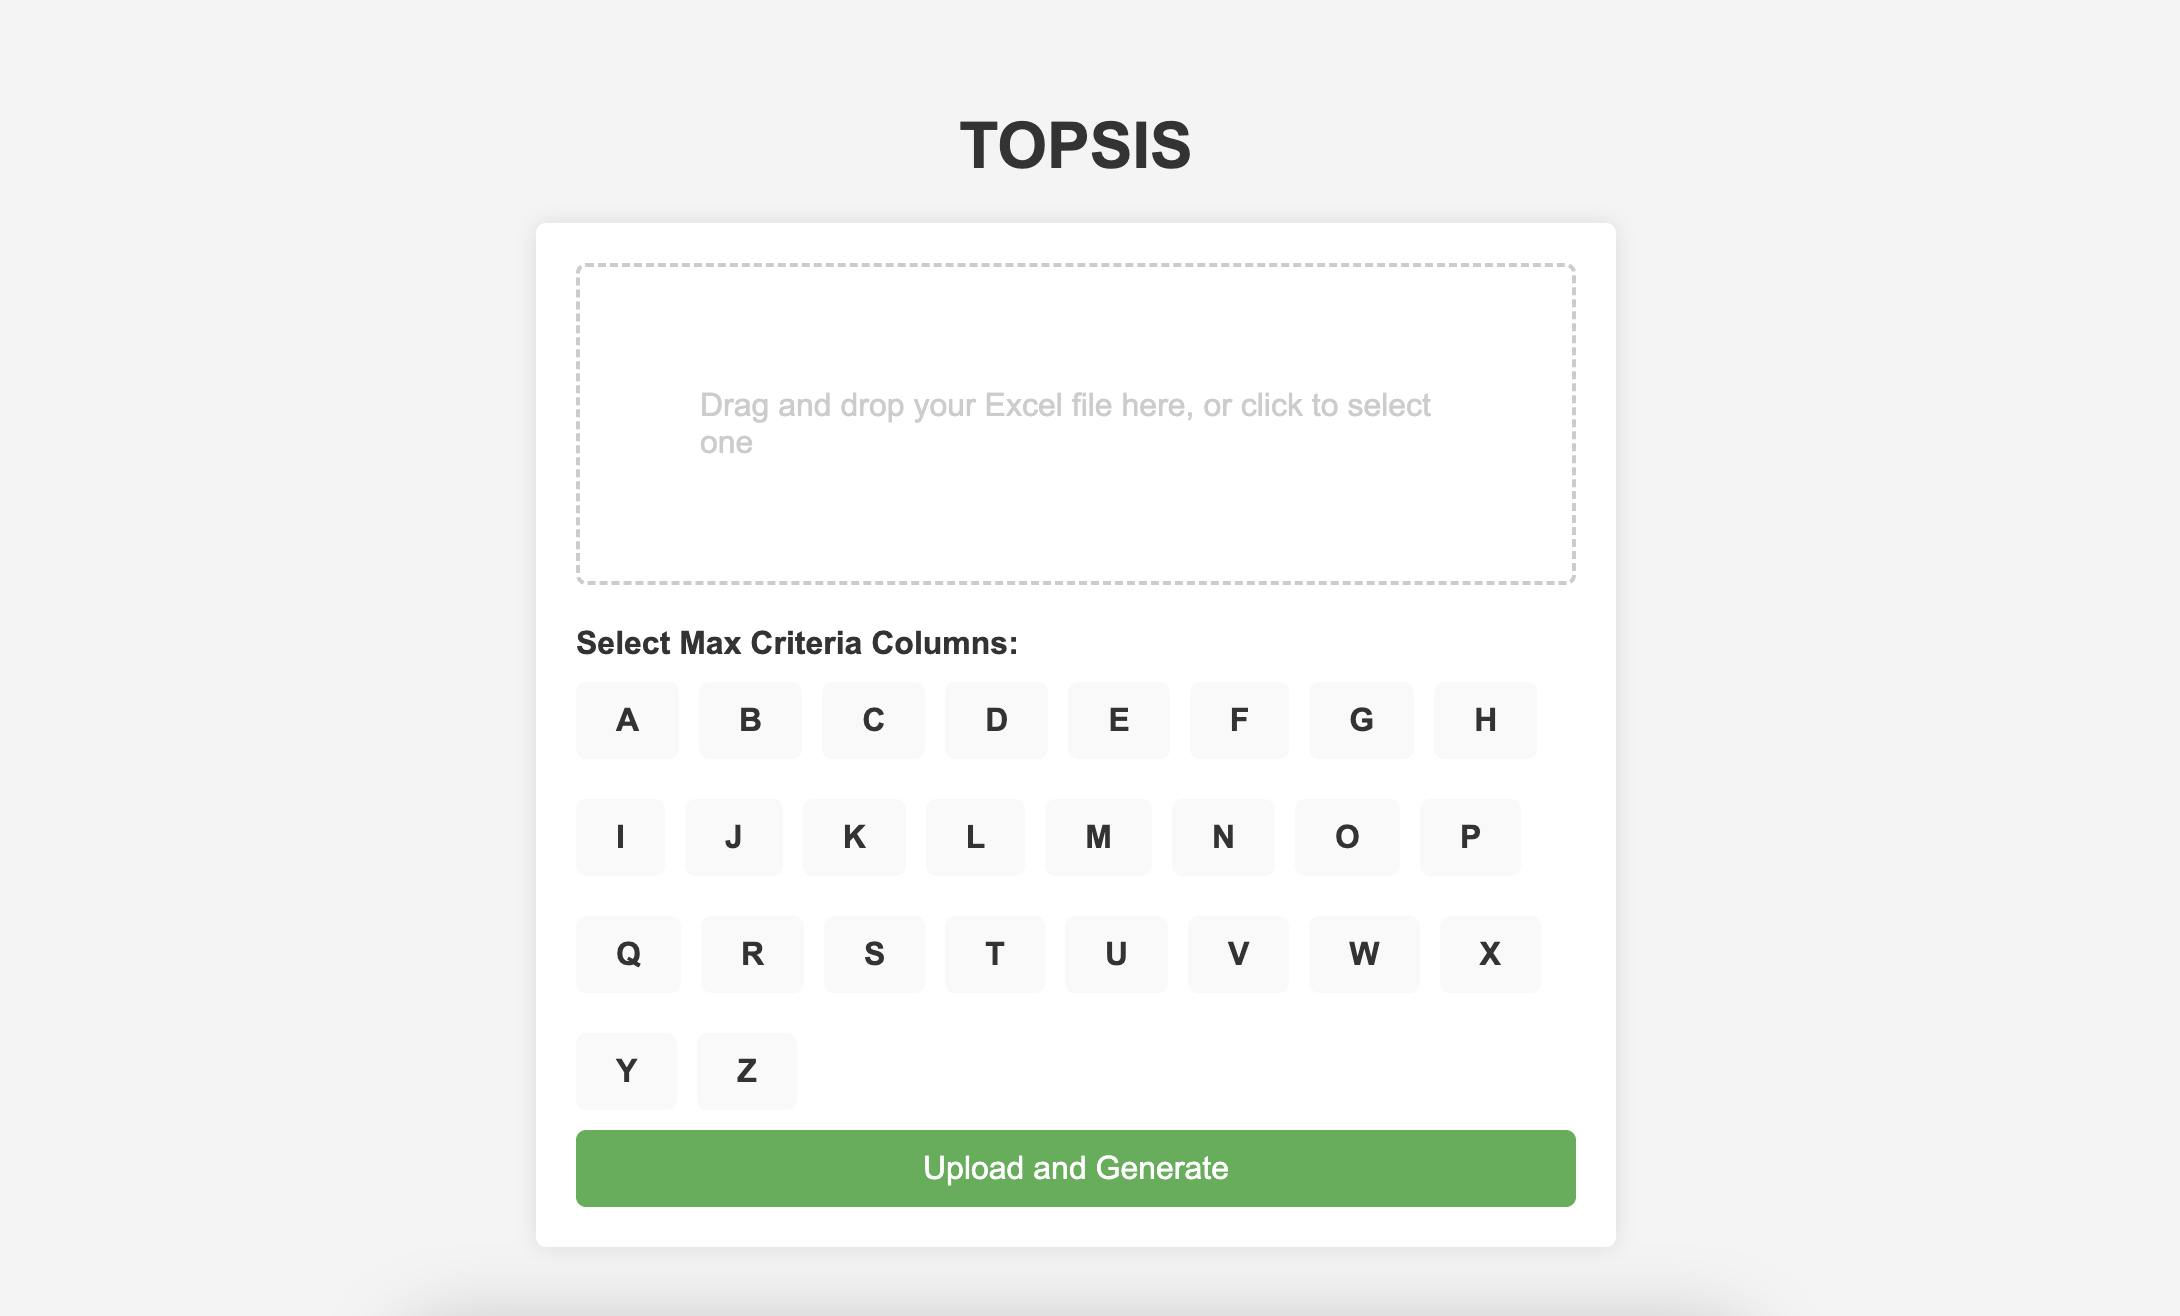 TOPSIS
Drag and drop your Excel file here, or click to select
one
Select Max Criteria Columns:
A B C D E F G H
I J K L M N O P
Q R S T U V W X
Y Z
Upload and Generate